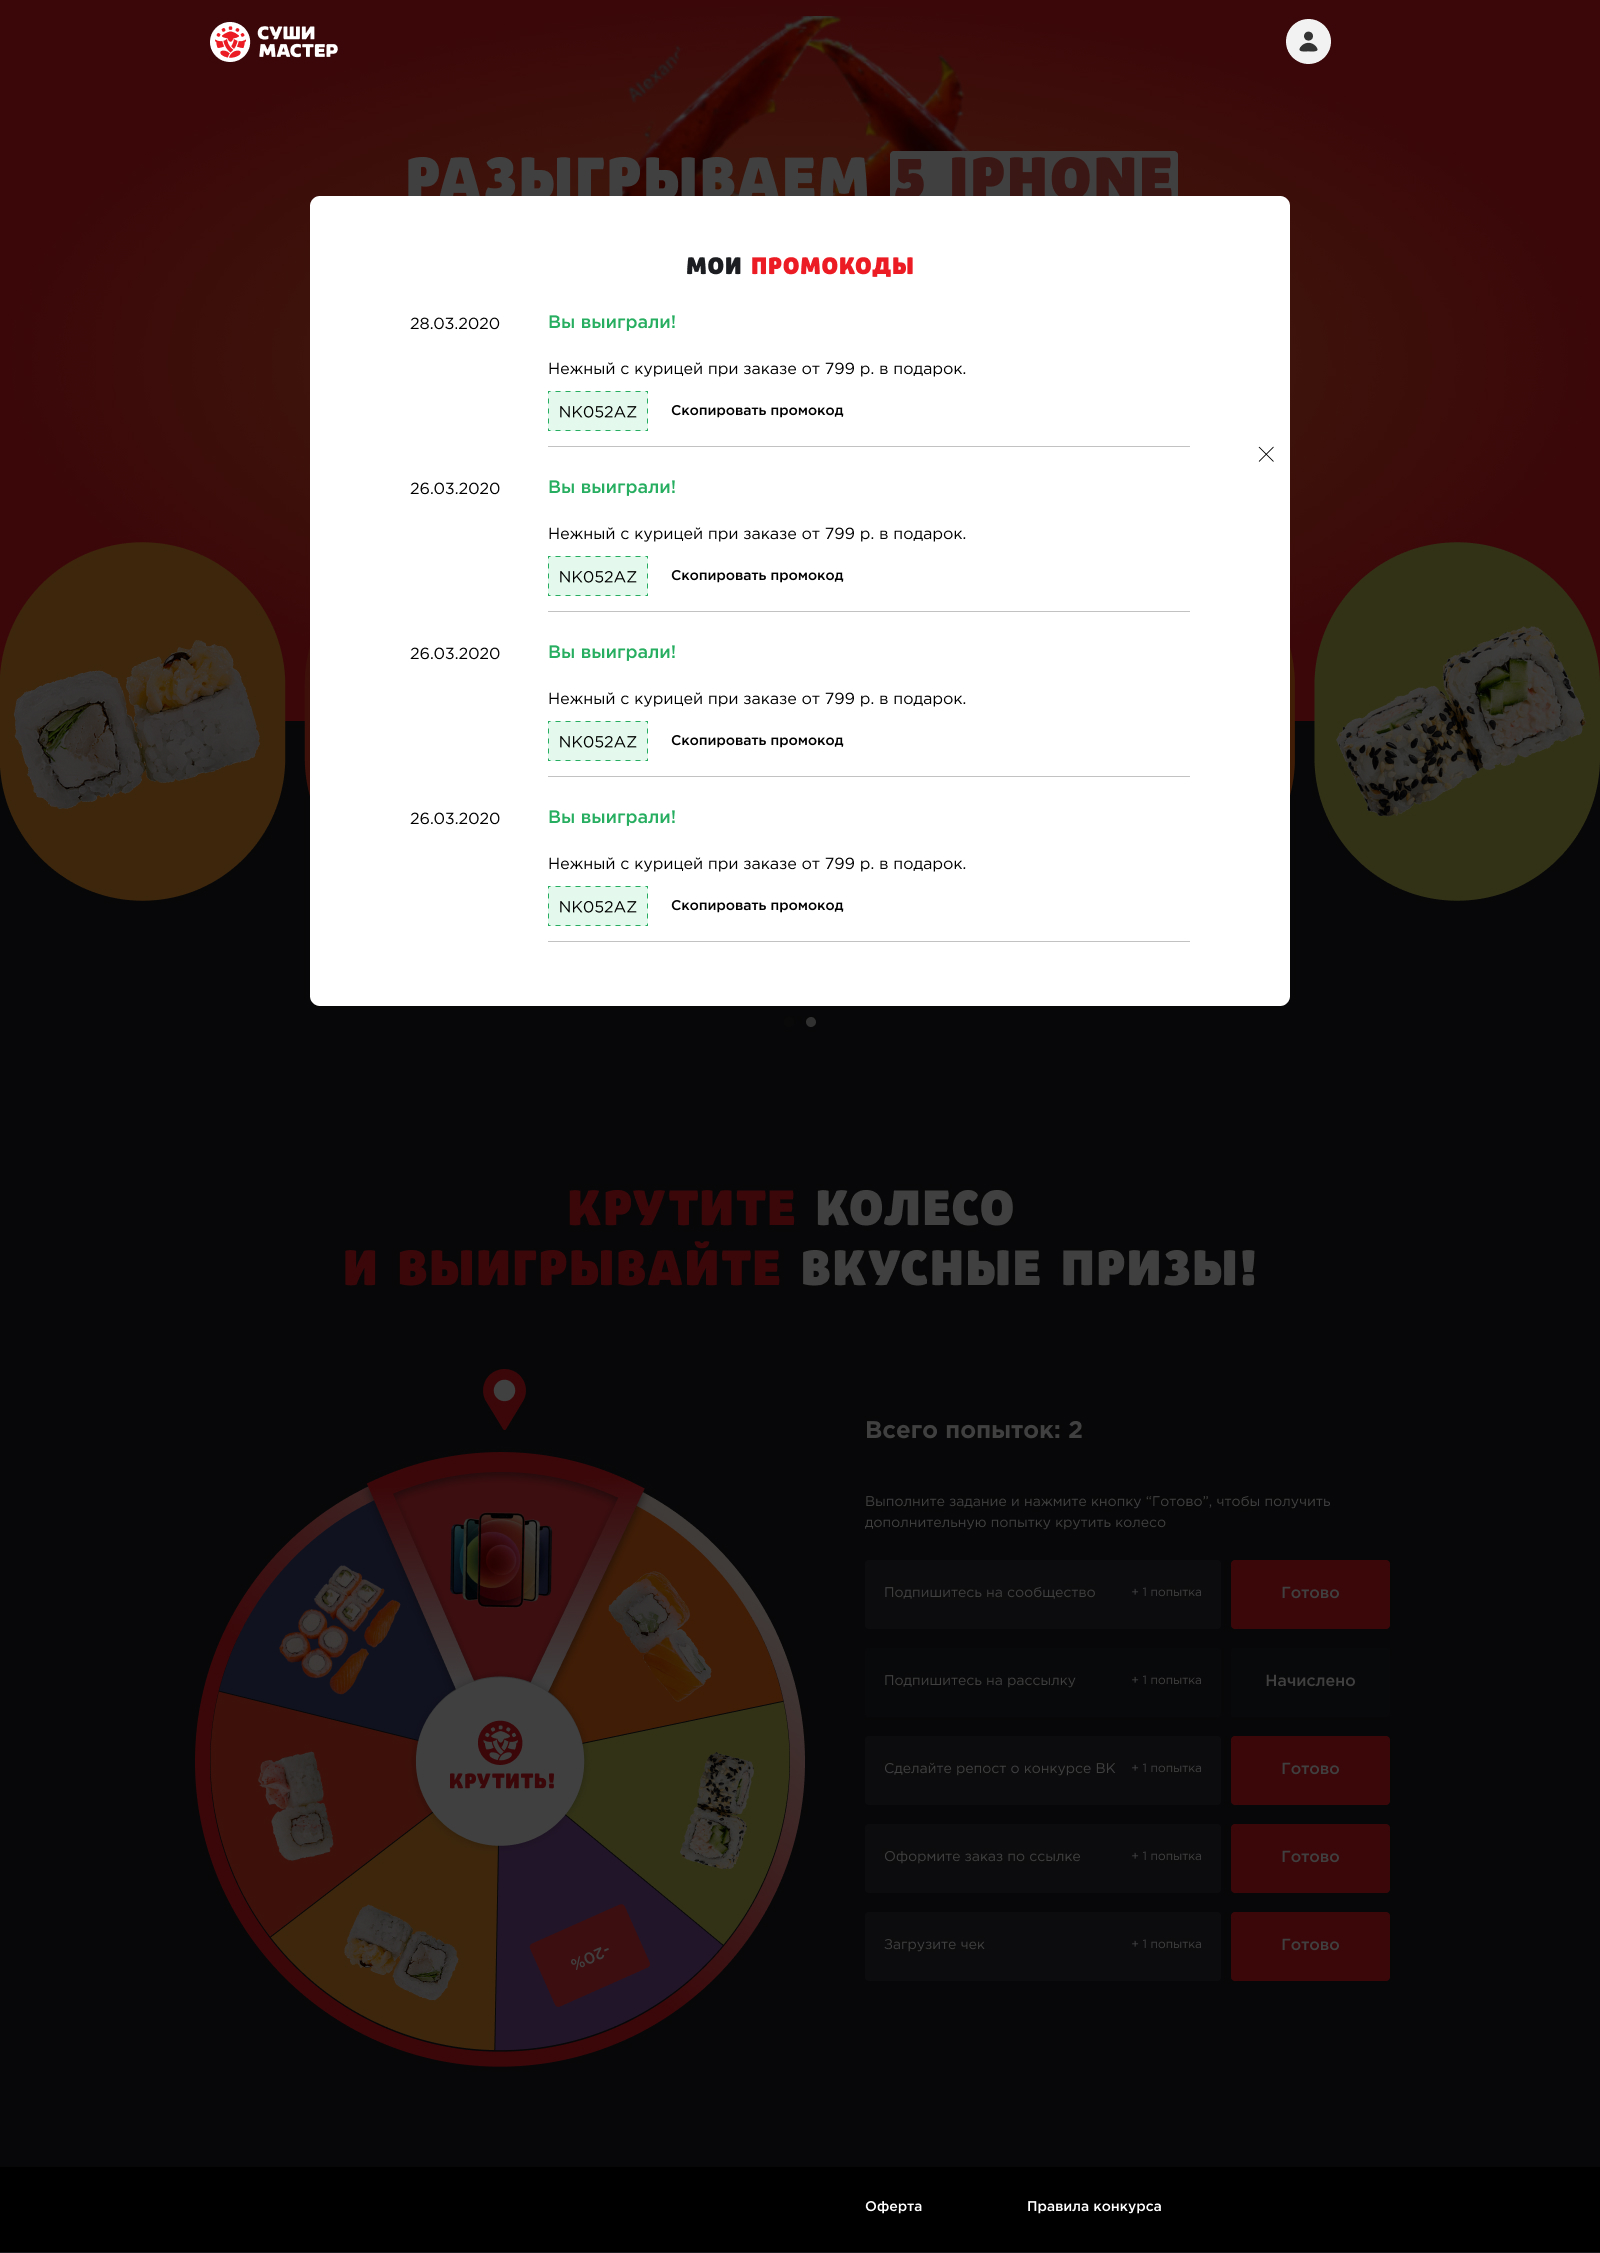 СУШИ
МАСТЕР
Alexand
РАЗЫГРЫВАЕМ 5 IPHONE
МОИ ПРОМОКОДЫ
28.03.2020
Вы выиграли!
Нежный с курицей при заказе от 799 р. в подарок.
NK052AZ
Скопировать промокод
26.03.2020
Вы выиграли!
Нежный с курицей при заказе от 799 р. в подарок.
NK052AZ
Скопировать промокод
26.03.2020
Вы выиграли!
Нежный с курицей при заказе от 799 р. в подарок.
NK052AZ
Скопировать промокод
26.03.2020
Вы выиграли!
Нежный с курицей при заказе от 799 р. в подарок.
NK052AZ
Скопировать промокод
КРУТИТЕ КОЛЕСО
И ВЫИГРЫВАЙТЕ ВКУСНЫЕ ПРИЗЫ!
КРУТИТЬ!
-20%
Всего попыток: 2
Выполните задание и нажмите кнопку “Готово”, чтобы получить
дополнительную попытку крутить колесо
Подпишитесь на сообщество + 1 попытка Готово
Подпишитесь на рассылку + 1 попытка Начислено
Сделайте репост о конкурсе ВК + 1 попытка Готово
Оформите заказ по ссылке + 1 попытка Готово
Загрузите чек + 1 попытка Готово
Оферта
Правила конкурса